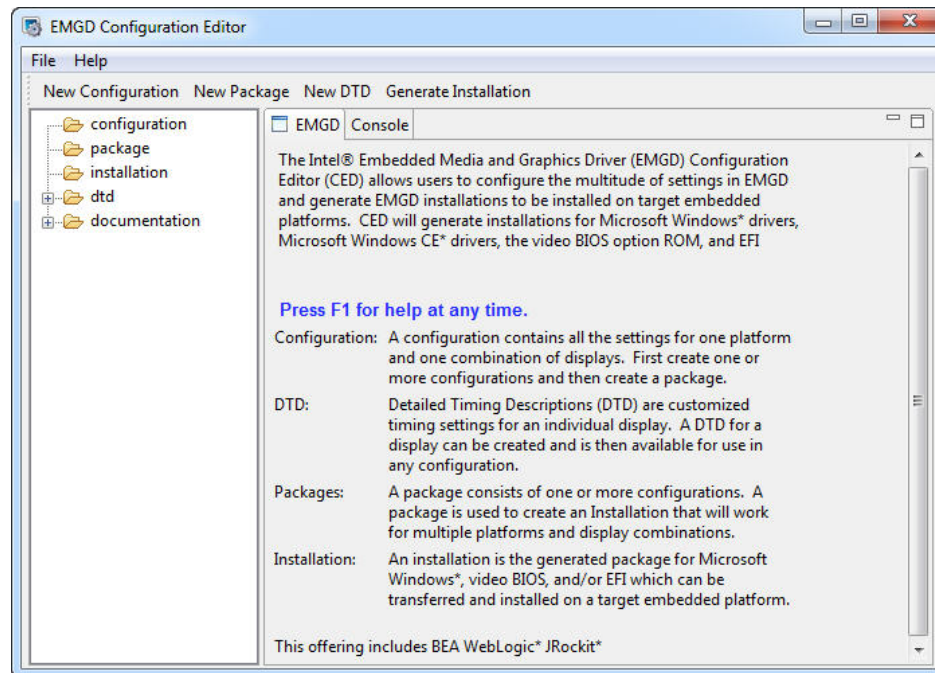 EMGD Configuration Editor
File Help
New Configuration New Package New DTD Generate Installation
configuration
package
installation
dtd
documentation
EMGD Console
The Intel® Embedded Media and Graphics Driver (EMGD) Configuration
Editor (CED) allows users to configure the multitude of settings in EMGD
and generate EMGD installations to be installed on target embedded
platforms. CED will generate installations for Microsoft Windows* drivers,
Microsoft Windows CE* drivers, the video BIOS option ROM, and EFI
Press F1 for help at any time.
Configuration: A configuration contains all the settings for one platform
and one combination of displays. First create one or
more configurations and then create a package.
DTD: Detailed Timing Descriptions (DTD) are customized
timing settings for an individual display. A DTD for a
display can be created and is then available for use in
any configuration.
Packages: A package consists of one or more configurations. A
package is used to create an Installation that will work
for multiple platforms and display combinations.
Installation: An installation is the generated package for Microsoft
Windows*, video BIOS, and/or EFI which can be
transferred and installed on a target embedded platform.
This offering includes BEA WebLogic* JRockit*